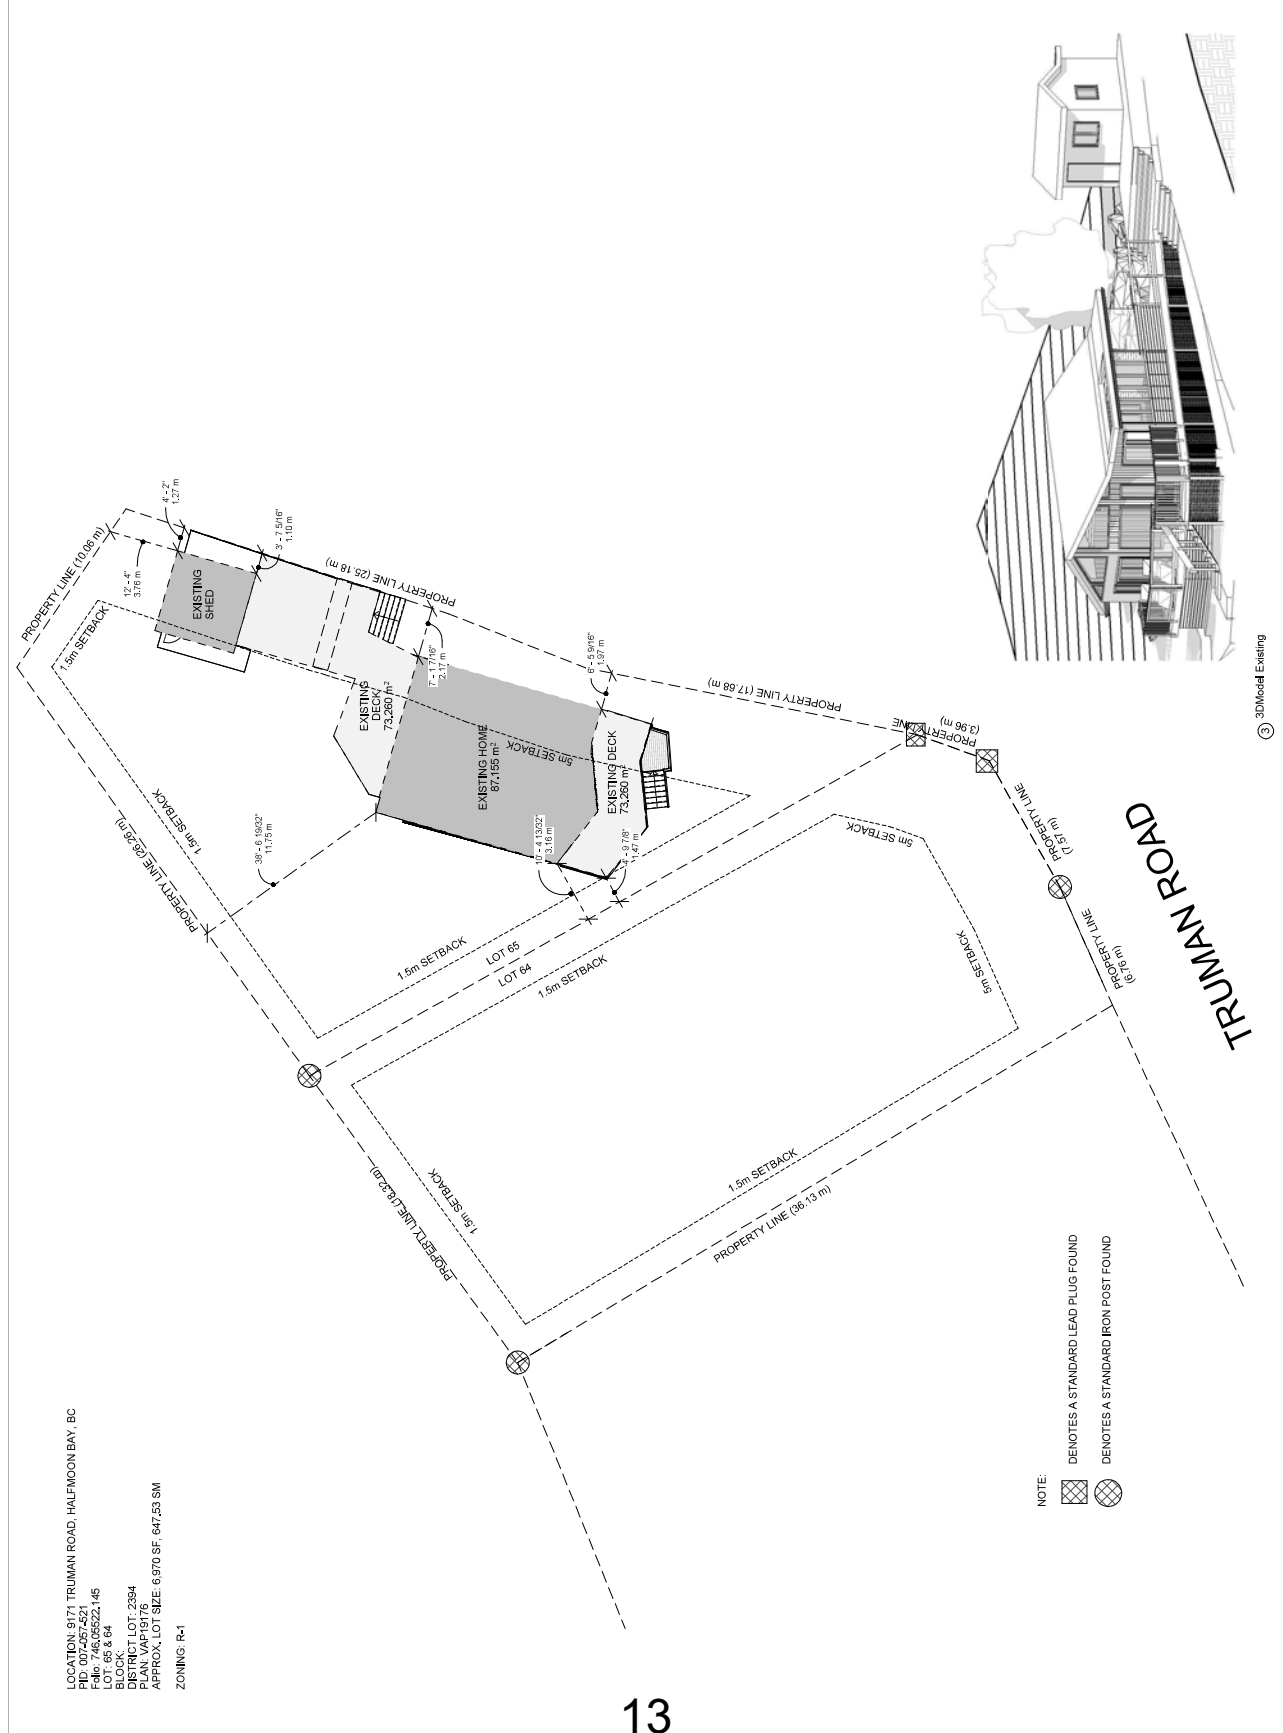 LOCATION: 9171 TRUMAN ROAD, HALFMOON BAY, BC
PID: 007-057-521
Folio: 746.05522.145
LOT: 65 & 64
BLOCK:
DISTRICT LOT: 2394
PLAN: VAP19176
APPROX. LOT SIZE: 6,970 SF, 647.53 SM
ZONING: R-1
PROPERTY LINE (10.06 m)
4' - 2"
1.27 m
12' - 4"
3.76 m
1.5m SETBACK
EXISTING
SHED
3' - 7 5/16"
1.10 m
PROPERTY LINE (25.18 m)
7' - 1 7/16"
2.17 m
EXISTING
DECK
73.260 m²
EXISTING HOME
87.155 m²
5m SETBACK
6' - 5 9/16"
1.97 m
EXISTING DECK
73.260 m²
PROPERTY LINE (17.68 m)
PROPERTY LINE (26.26 m)
1.5m SETBACK
38' - 6 19/32"
11.75 m
10' - 4 13/32"
3.16 m
4' - 9 7/8"
1.47 m
1.5m SETBACK
LOT 65
LOT 64
1.5m SETBACK
PROPERTY LINE
PROPERTY LINE
(3.96 m)
PROPERTY LINE
(7.57 m)
PROPERTY LINE
(6.76 m)
5m SETBACK
5m SETBACK
PROPERTY LINE (18.32 m)
1.5m SETBACK
1.5m SETBACK
PROPERTY LINE (36.13 m)
TRUMAN ROAD
NOTE:
DENOTES A STANDARD LEAD PLUG FOUND
DENOTES A STANDARD IRON POST FOUND
3 3DModel Existing
13